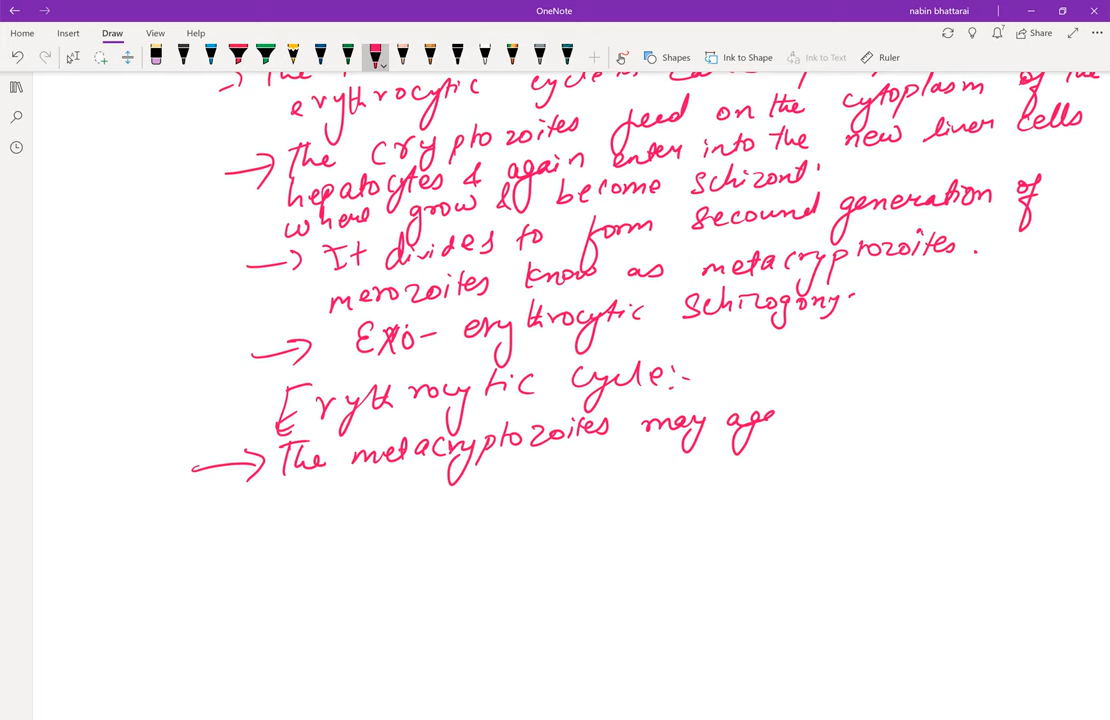 OneNote
nabin bhattarai
Home Insert Draw View Help
Share
Shapes Ink to Shape Ink to Text Ruler
→ The
erythrocytic cycle of the
→ The cryptozoites feed on the cytoplasm of the
hepatocytes & again enter into the new liver cells
where grow & become schizont.
→ It divides to form secound generation of
merozoites know as metacryptozoites.
→ Exo-erythrocytic Schizogony.
Erythrocytic cycle:-
→ The metacryptozoites may age